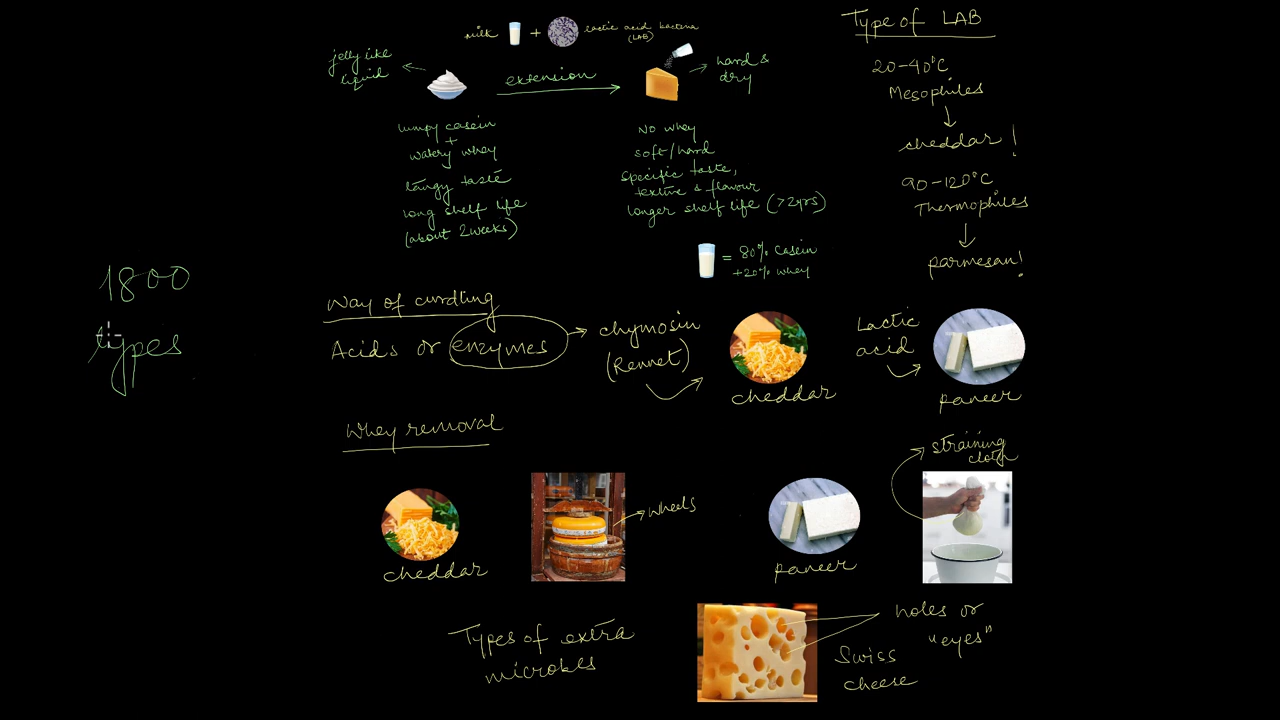 milk + lactic acid bacteria
(LAB)
jelly like
liquid
extension
hard &
dry
lumpy casein
+
watery whey
tangy taste
long shelf life
(about 2 weeks)
No whey
soft/hard
specific taste,
texture & flavour
longer shelf life (>2yrs)
= 80% casein
+20% whey
Type of LAB
20-40°C
Mesophiles
cheddar!
90-120°C
Thermophiles
parmesan!
1800
types
Way of curdling
Acids or enzymes
chymosin
(Rennet)
cheddar
Lactic
acid
paneer
Whey removal
cheddar
wheels
paneer
straining
cloth
Types of extra
microbes
holes or
"eyes"
Swiss
cheese